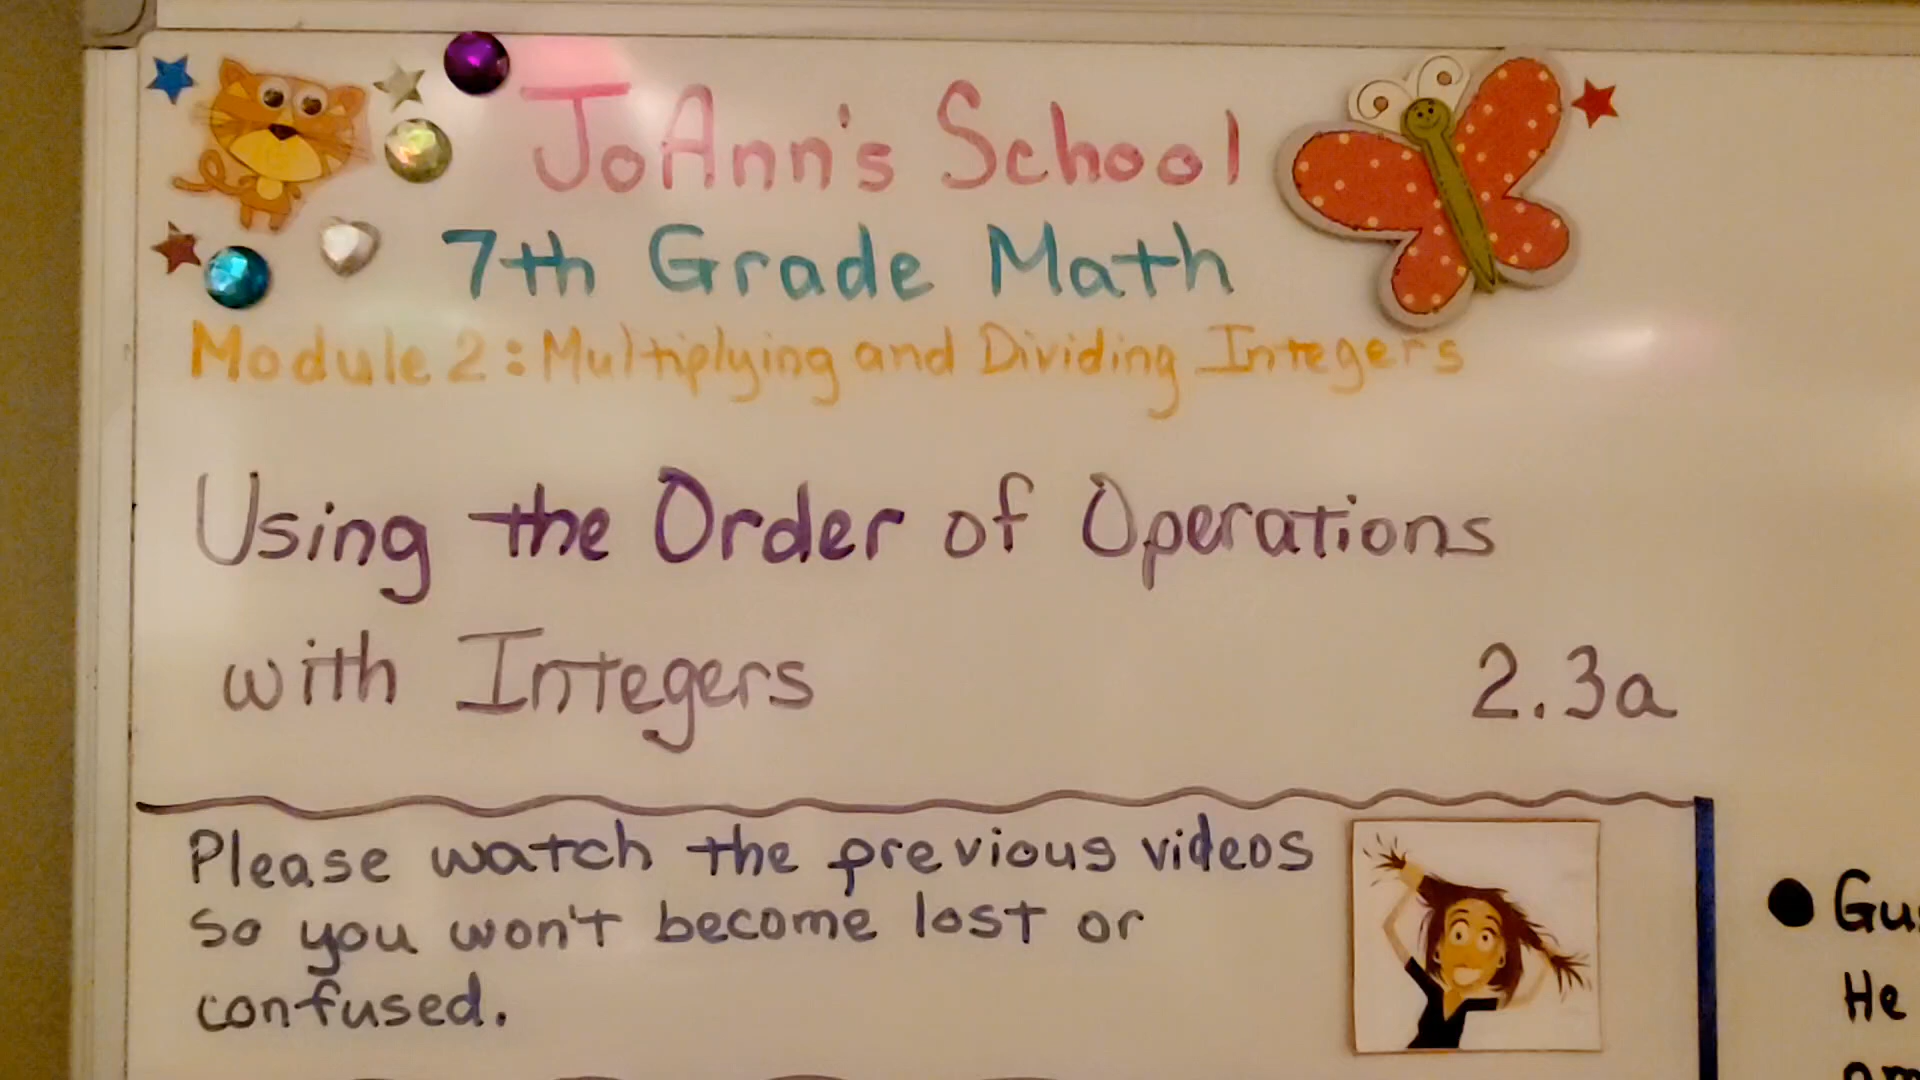 JoAnn's School
7th Grade Math
Module 2: Multiplying and Dividing Integers
Using the Order of Operations
with Integers 2.3a
Please watch the previous videos
so you won't become lost or
confused.
He